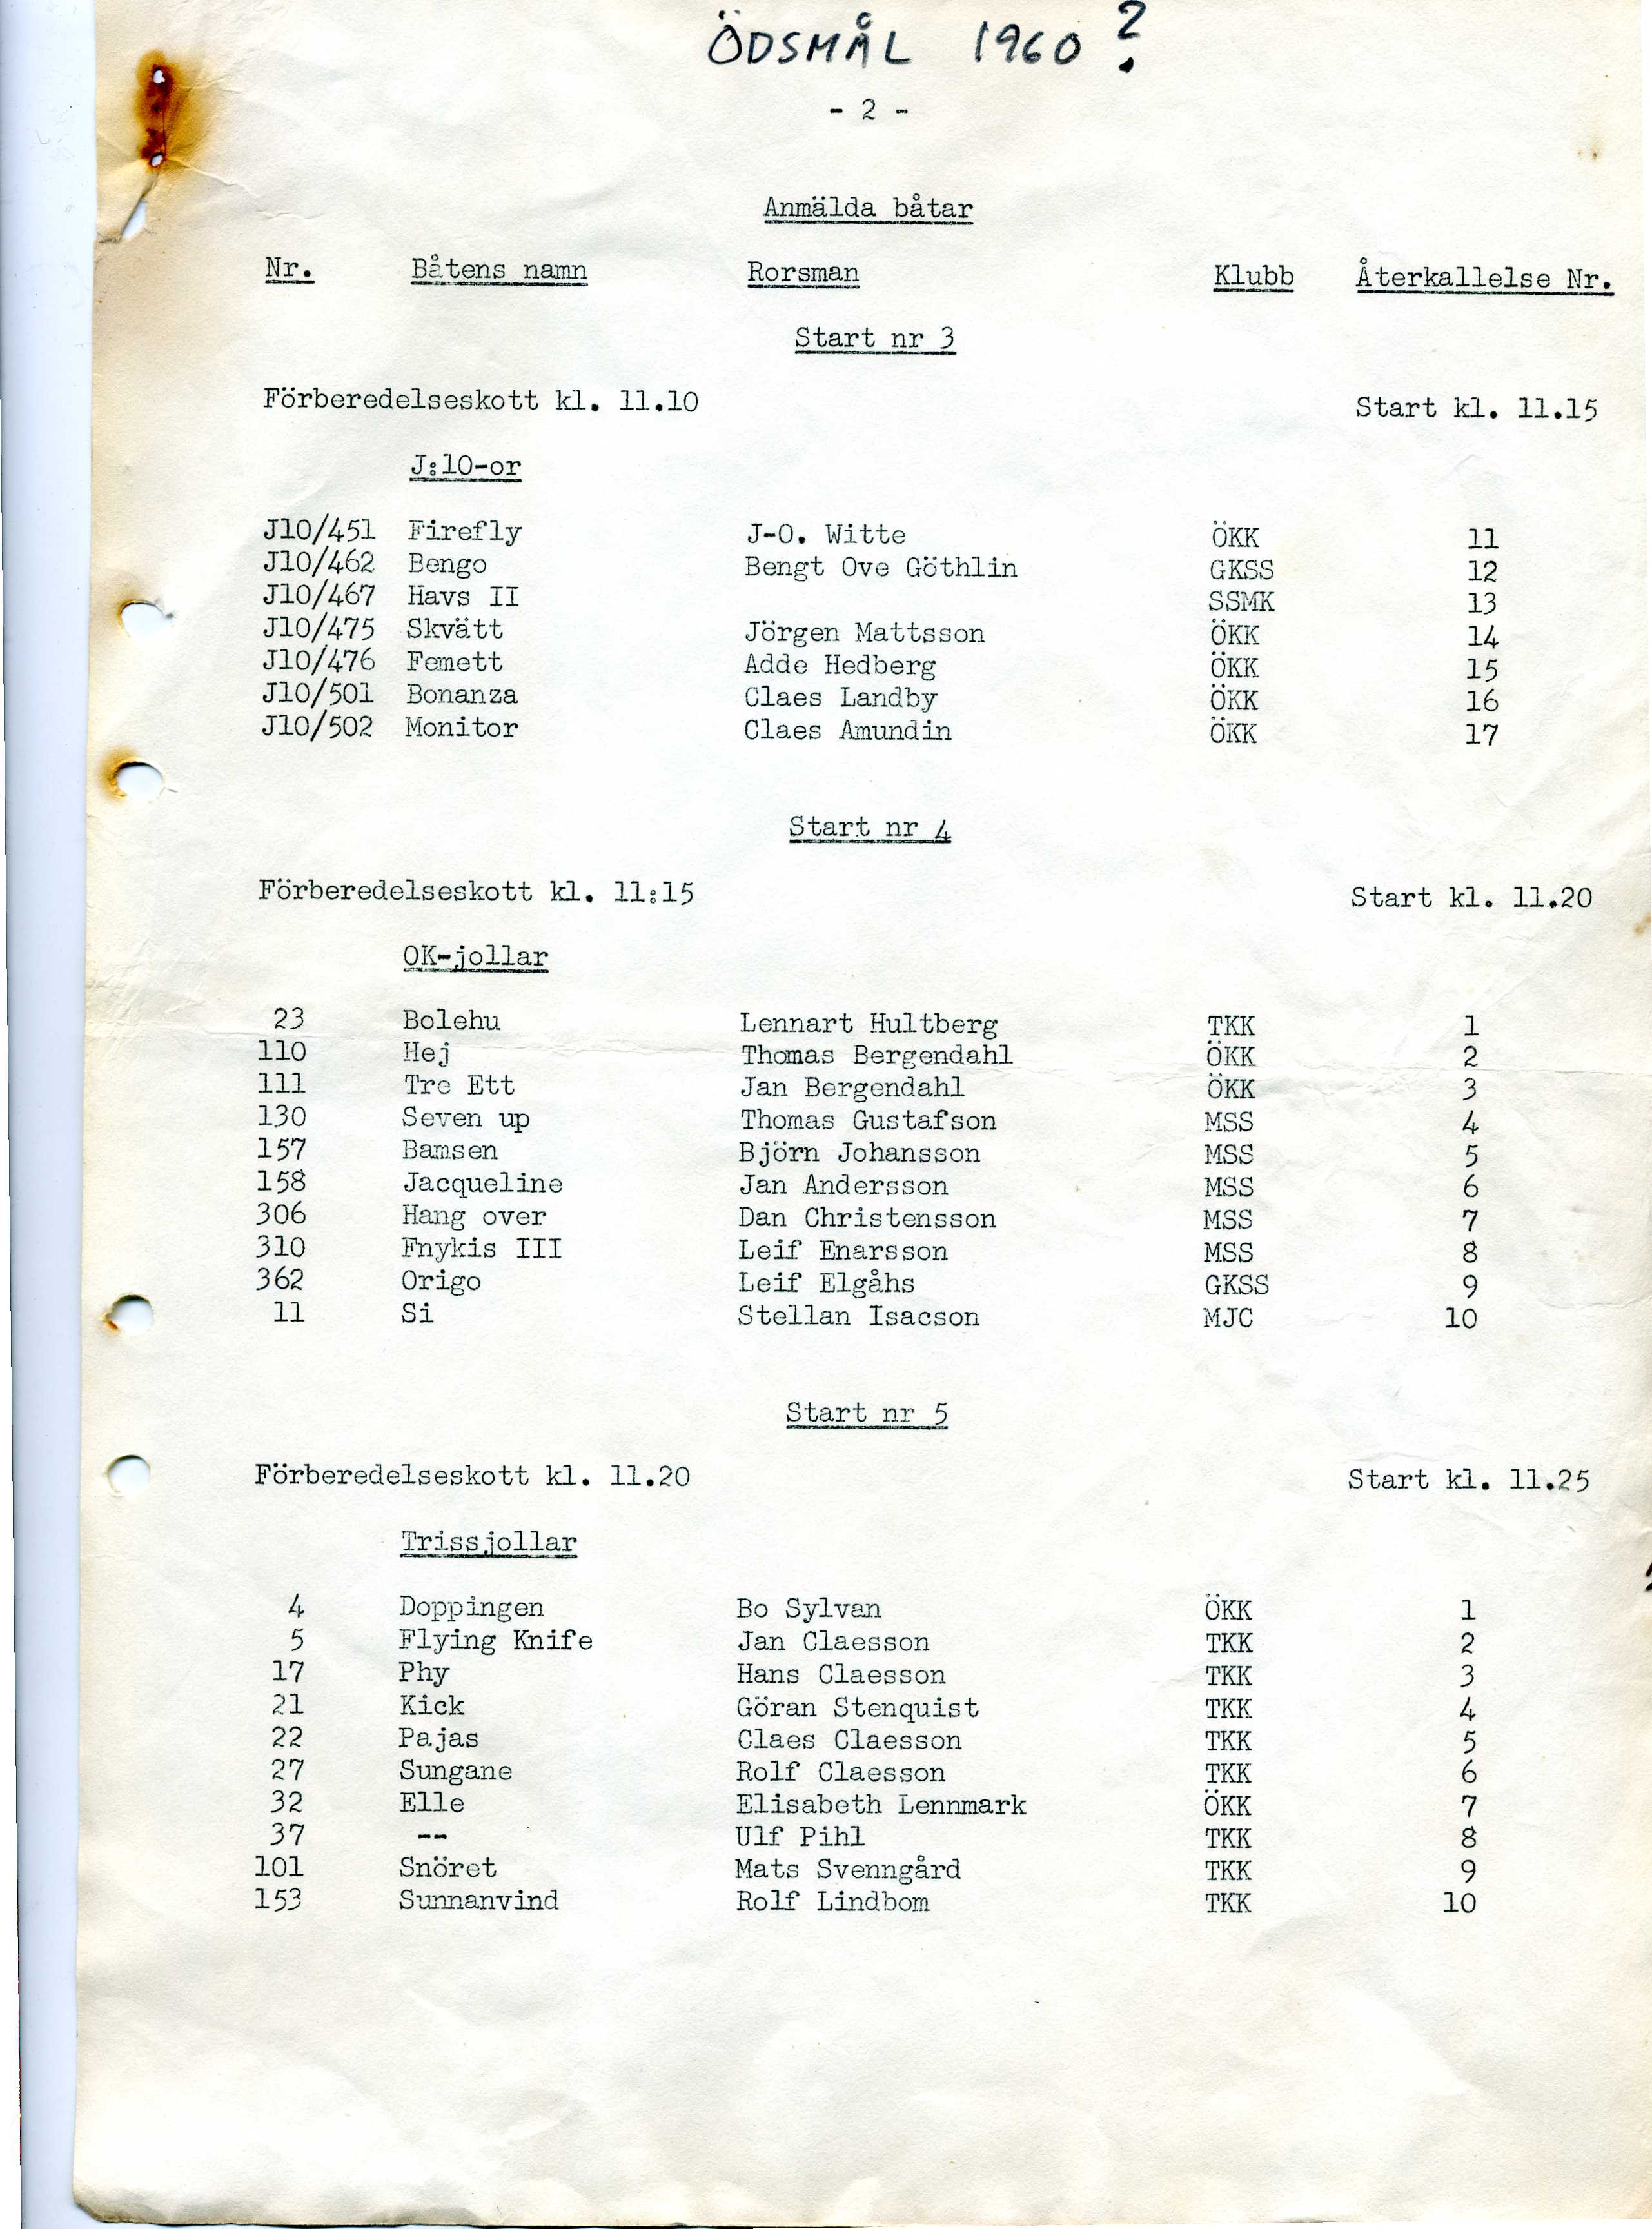 ÖDSMÅL 1960 ?
- 2 -
Anmälda båtar
Nr. Båtens namn Rorsman Klubb Återkallelse Nr.
Start nr 3
Förberedelseskott kl. 11.10 Start kl. 11.15
J:10-or
J10/451 Firefly J-O. Witte ÖKK 11
J10/462 Bengo Bengt Ove Göthlin GKSS 12
J10/467 Havs II SSMK 13
J10/475 Skvätt Jörgen Mattsson ÖKK 14
J10/476 Femett Adde Hedberg ÖKK 15
J10/501 Bonanza Claes Landby ÖKK 16
J10/502 Monitor Claes Amundin ÖKK 17
Start nr 4
Förberedelseskott kl. 11:15 Start kl. 11.20
OK-jollar
23 Bolehu Lennart Hultberg TKK 1
110 Hej Thomas Bergendahl ÖKK 2
111 Tre Ett Jan Bergendahl ÖKK 3
130 Seven up Thomas Gustafson MSS 4
157 Bamsen Björn Johansson MSS 5
158 Jacqueline Jan Andersson MSS 6
306 Hang over Dan Christensson MSS 7
310 Fnykis III Leif Enarsson MSS 8
362 Origo Leif Elgåhs GKSS 9
11 Si Stellan Isacson MJC 10
Start nr 5
Förberedelseskott kl. 11.20 Start kl. 11.25
Trissjollar
4 Doppingen Bo Sylvan ÖKK 1
5 Flying Knife Jan Claesson TKK 2
17 Phy Hans Claesson TKK 3
21 Kick Göran Stenquist TKK 4
22 Pajas Claes Claesson TKK 5
27 Sungane Rolf Claesson TKK 6
32 Elle Elisabeth Lennmark ÖKK 7
37 -- Ulf Pihl TKK 8
101 Snöret Mats Svenngård TKK 9
153 Sunnanvind Rolf Lindbom TKK 10